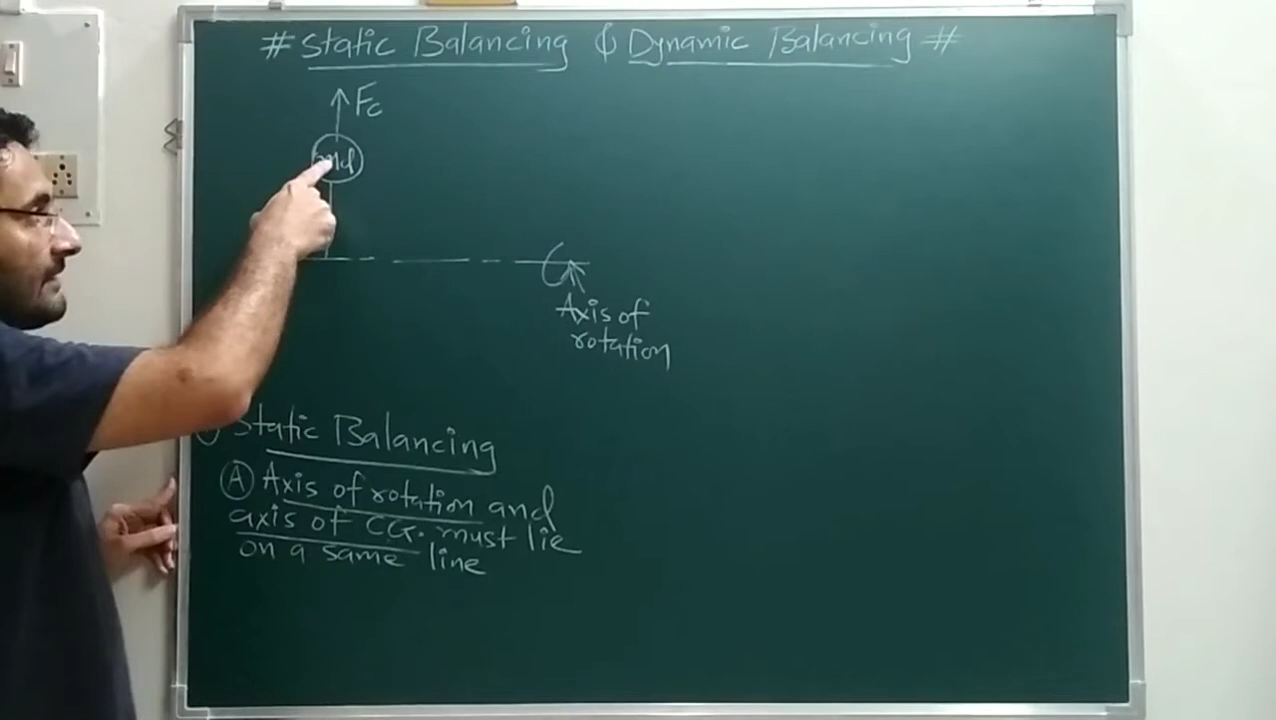 # Static Balancing & Dynamic Balancing #
Fc
Axis of
rotation
Static Balancing
(A) Axis of rotation and
axis of CG. must lie
on a same line